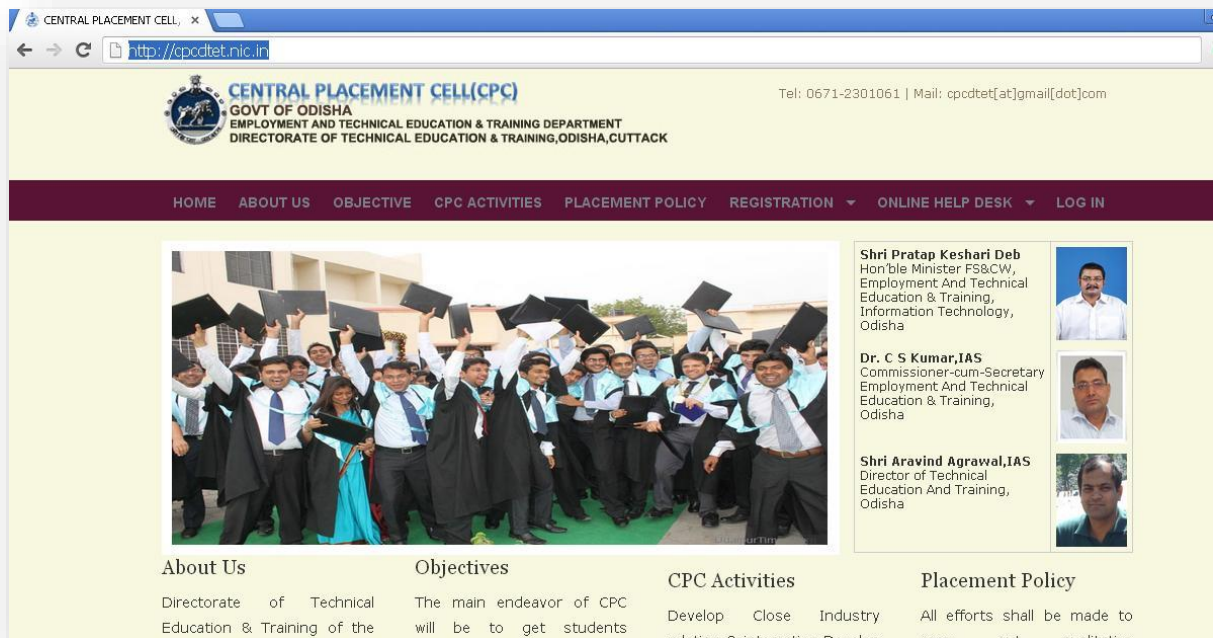 CENTRAL PLACEMENT CELL,
http://cpcdtet.nic.in
CENTRAL PLACEMENT CELL(CPC)
GOVT OF ODISHA
EMPLOYMENT AND TECHNICAL EDUCATION & TRAINING DEPARTMENT
DIRECTORATE OF TECHNICAL EDUCATION & TRAINING,ODISHA,CUTTACK
Tel: 0671-2301061 | Mail: cpcdtet[at]gmail[dot]com
HOME ABOUT US OBJECTIVE CPC ACTIVITIES PLACEMENT POLICY REGISTRATION ONLINE HELP DESK LOG IN
Shri Pratap Keshari Deb
Hon'ble Minister FS&CW,
Employment And Technical
Education & Training,
Information Technology,
Odisha
Dr. C S Kumar,IAS
Commissioner-cum-Secretary
Employment And Technical
Education & Training,
Odisha
Shri Aravind Agrawal,IAS
Director of Technical
Education And Training,
Odisha
About Us
Directorate of Technical
Education & Training of the
Objectives
The main endeavor of CPC
will be to get students
CPC Activities
Develop Close Industry
Placement Policy
All efforts shall be made to